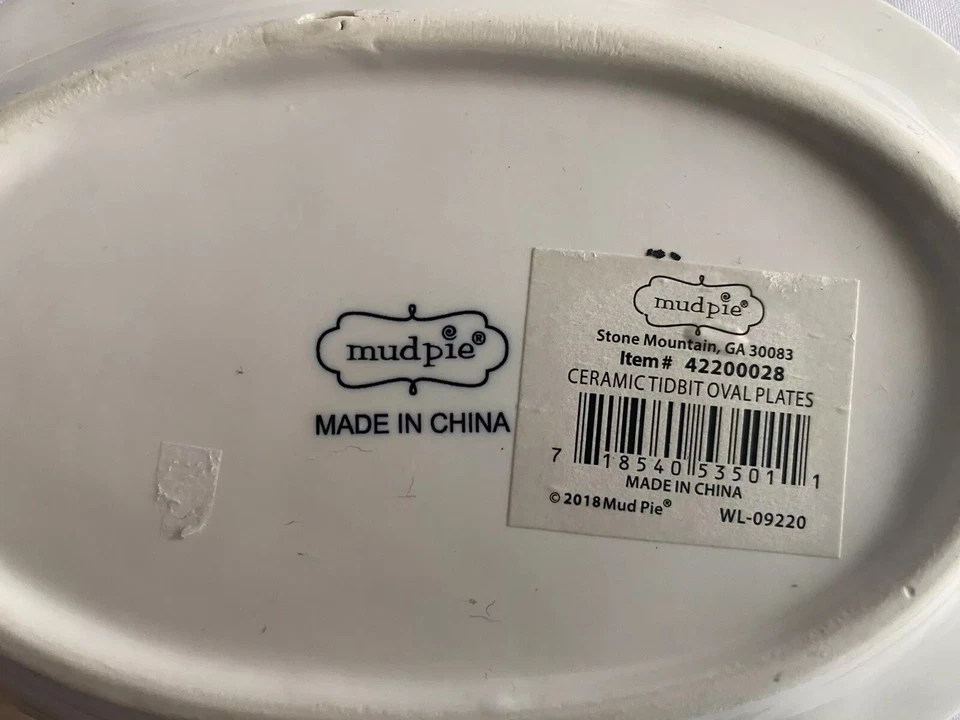 mudpie®
MADE IN CHINA
mudpie®
Stone Mountain, GA 30083
Item # 42200028
CERAMIC TIDBIT OVAL PLATES
7 18540 53501 1
MADE IN CHINA
© 2018 Mud Pie® WL-09220